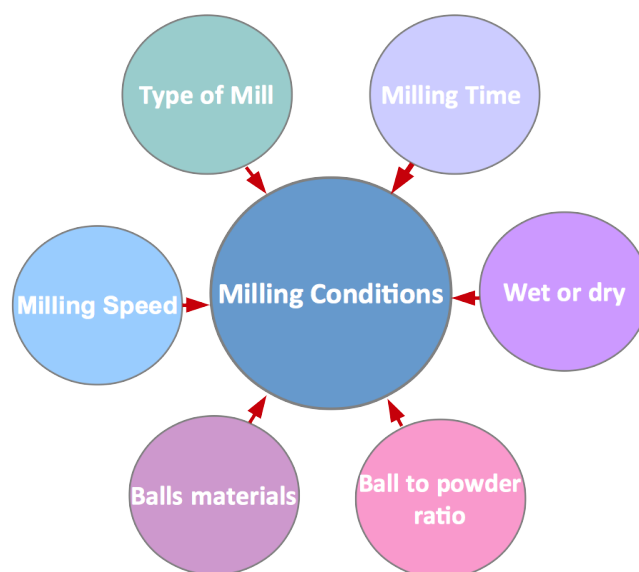 Type of Mill
Milling Time
Milling Speed
Milling Conditions
Wet or dry
Balls materials
Ball to powder
ratio